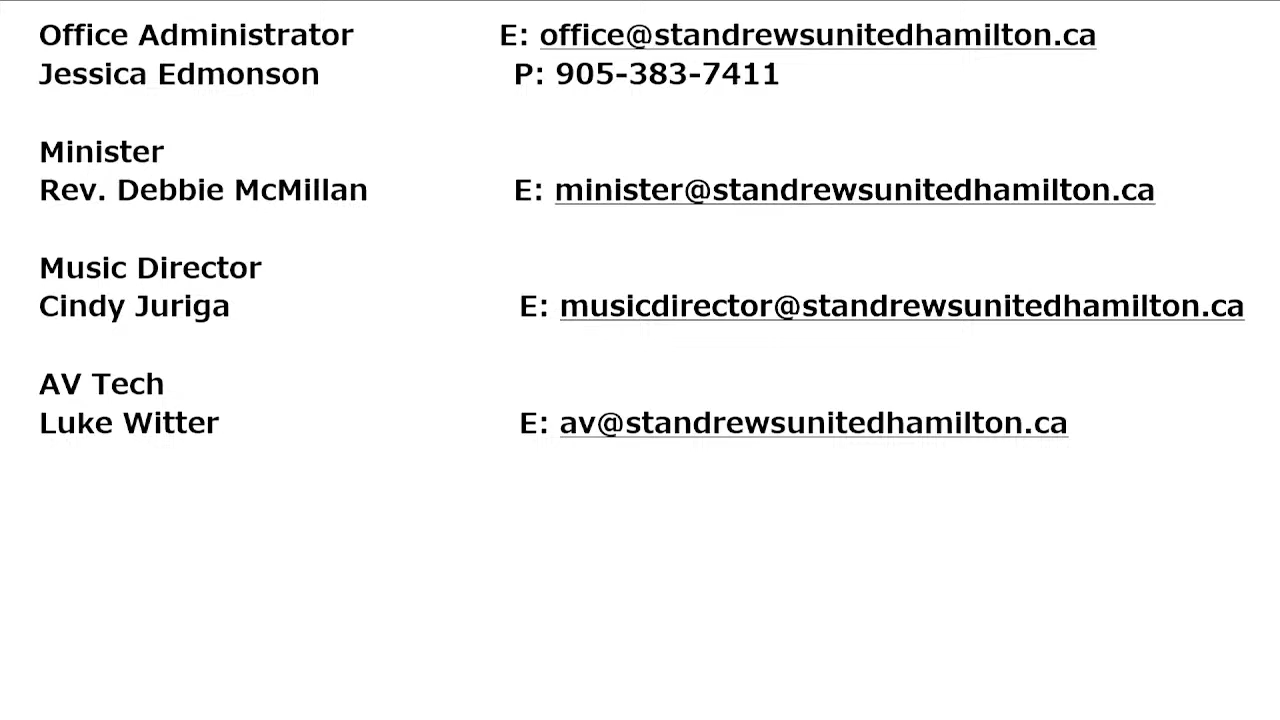 Office Administrator E: office@standrewsunitedhamilton.ca
Jessica Edmonson P: 905-383-7411
Minister
Rev. Debbie McMillan E: minister@standrewsunitedhamilton.ca
Music Director
Cindy Juriga E: musicdirector@standrewsunitedhamilton.ca
AV Tech
Luke Witter E: av@standrewsunitedhamilton.ca